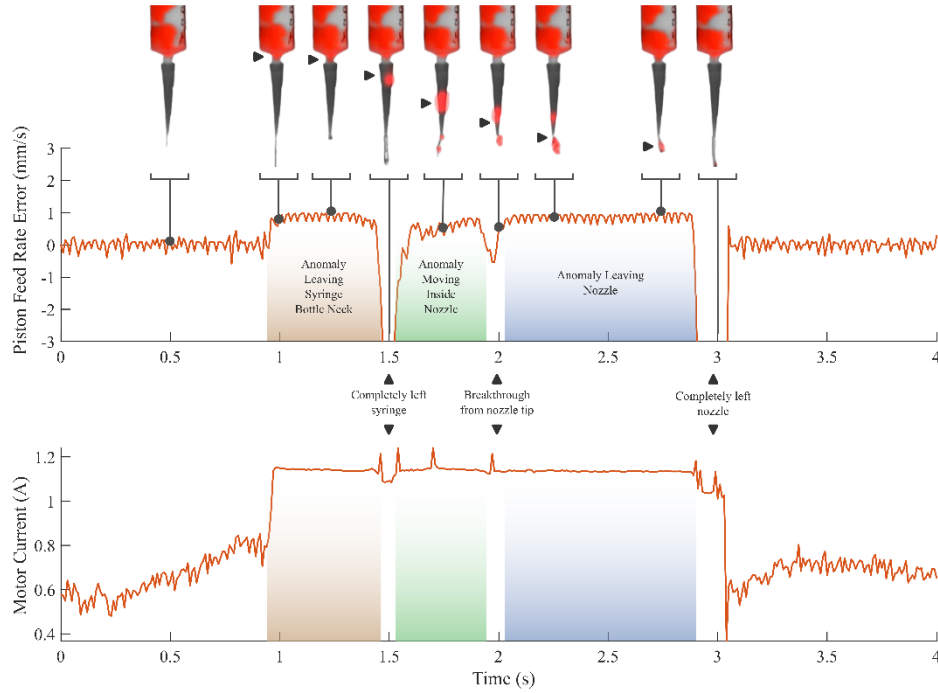 Piston Feed Rate Error (mm/s)
3
2
1
0
-1
-2
-3
Anomaly
Leaving
Syringe
Bottle Neck
Anomaly
Moving
Inside
Nozzle
Anomaly Leaving
Nozzle
0
0.5
1
1.5
2
2.5
3
3.5
4
Completely left
syringe
Breakthrough
from nozzle tip
Completely left
nozzle
Motor Current (A)
1.2
1
0.8
0.6
0.4
0
0.5
1
1.5
2
2.5
3
3.5
4
Time (s)